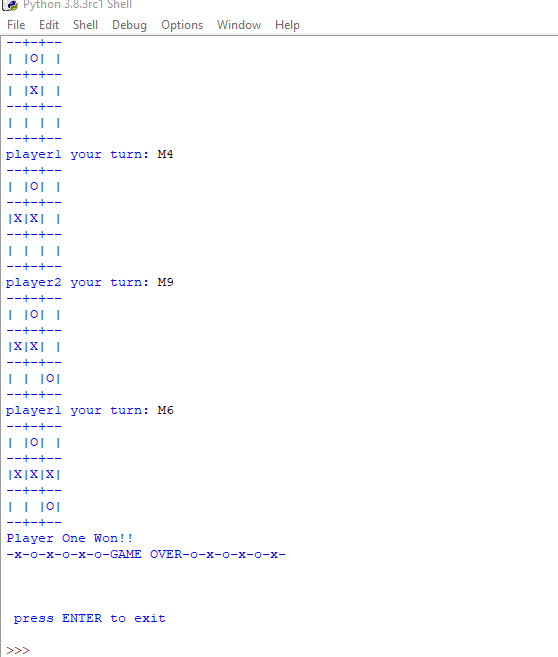 Python 3.8.3rc1 Shell
File Edit Shell Debug Options Window Help
--+-+--
| |O| |
--+-+--
| |X| |
--+-+--
| | | |
--+-+--
player1 your turn: M4
--+-+--
| |O| |
--+-+--
|X|X| |
--+-+--
| | | |
--+-+--
player2 your turn: M9
--+-+--
| |O| |
--+-+--
|X|X| |
--+-+--
| | |O|
--+-+--
player1 your turn: M6
--+-+--
| |O| |
--+-+--
|X|X|X|
--+-+--
| | |O|
--+-+--
Player One Won!!
-x-o-x-o-x-o-GAME OVER-o-x-o-x-o-x-
press ENTER to exit
>>>